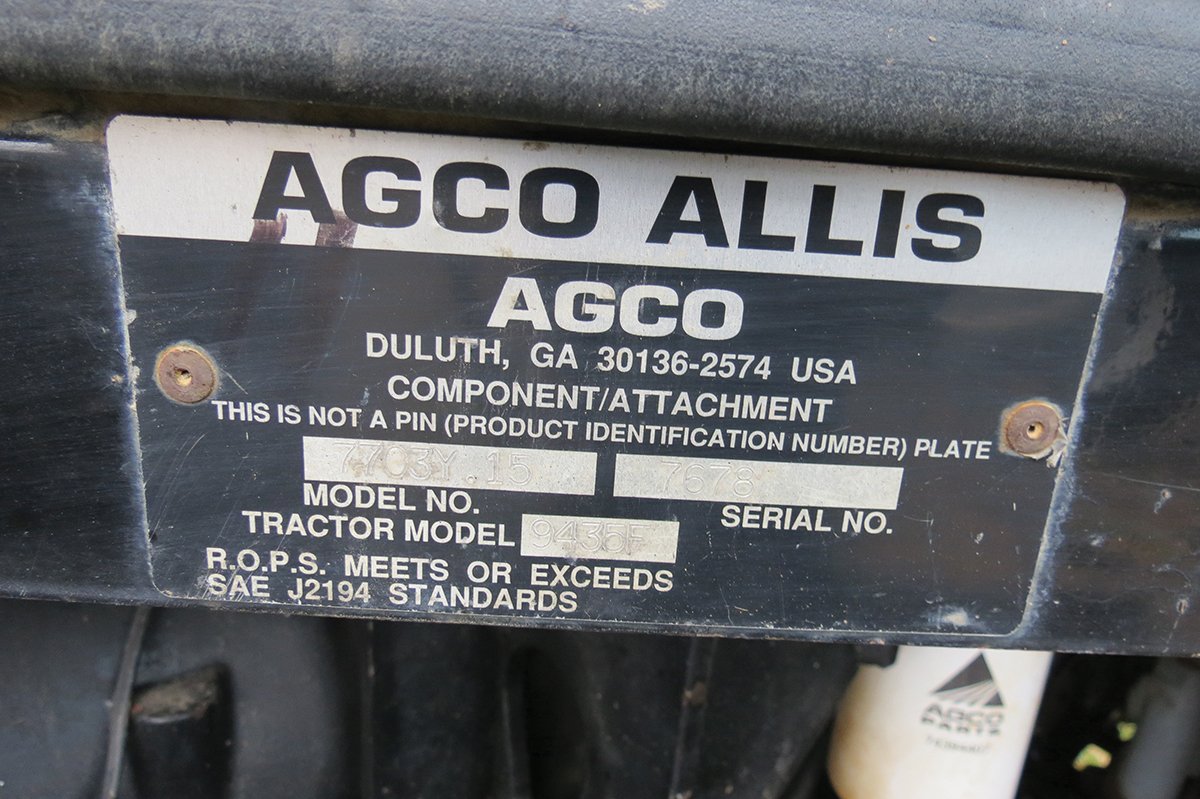 AGCO ALLIS
AGCO
DULUTH, GA 30136-2574 USA
COMPONENT/ATTACHMENT
THIS IS NOT A PIN (PRODUCT IDENTIFICATION NUMBER) PLATE
7703Y.15 7678
MODEL NO. SERIAL NO.
TRACTOR MODEL 9435F
R.O.P.S. MEETS OR EXCEEDS
SAE J2194 STANDARDS
AGCO
PARTS